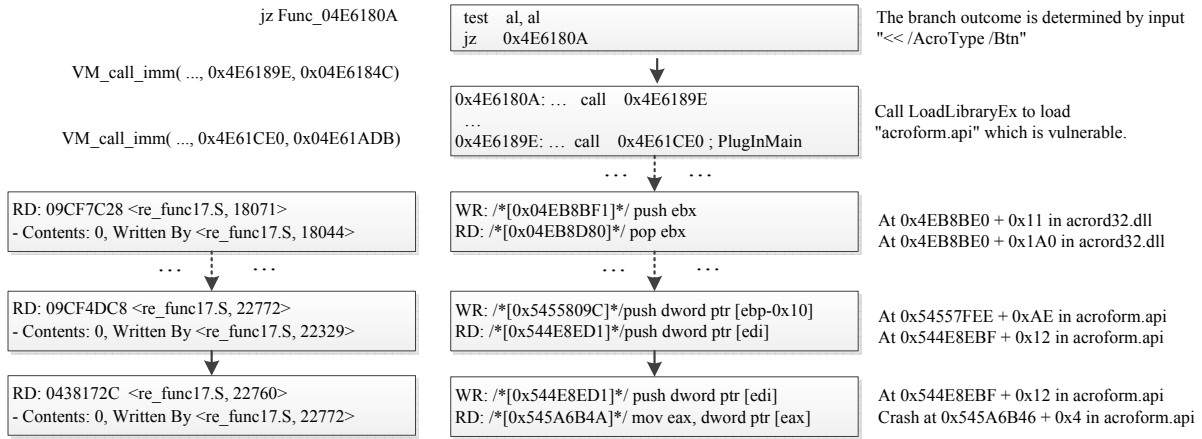 jz Func_04E6180A
test al, al
jz 0x4E6180A
The branch outcome is determined by input
"<< /AcroType /Btn"
VM_call_imm( ..., 0x4E6189E, 0x04E6184C)
0x4E6180A: … call 0x4E6189E
…
0x4E6189E: … call 0x4E61CE0 ; PlugInMain
VM_call_imm( ..., 0x4E61CE0, 0x04E61ADB)
Call LoadLibraryEx to load
"acroform.api" which is vulnerable.
... ...
RD: 09CF7C28 <re_func17.S, 18071>
- Contents: 0, Written By <re_func17.S, 18044>
WR: /*[0x04EB8BF1]*/ push ebx
RD: /*[0x04EB8D80]*/ pop ebx
At 0x4EB8BE0 + 0x11 in acrord32.dll
At 0x4EB8BE0 + 0x1A0 in acrord32.dll
... ...
... ...
RD: 09CF4DC8 <re_func17.S, 22772>
- Contents: 0, Written By <re_func17.S, 22329>
WR: /*[0x5455809C]*/push dword ptr [ebp-0x10]
RD: /*[0x544E8ED1]*/push dword ptr [edi]
At 0x54557FEE + 0xAE in acroform.api
At 0x544E8EBF + 0x12 in acroform.api
RD: 0438172C <re_func17.S, 22760>
- Contents: 0, Written By <re_func17.S, 22772>
WR: /*[0x544E8ED1]*/ push dword ptr [edi]
RD: /*[0x545A6B4A]*/ mov eax, dword ptr [eax]
At 0x544E8EBF + 0x12 in acroform.api
Crash at 0x545A6B46 + 0x4 in acroform.api